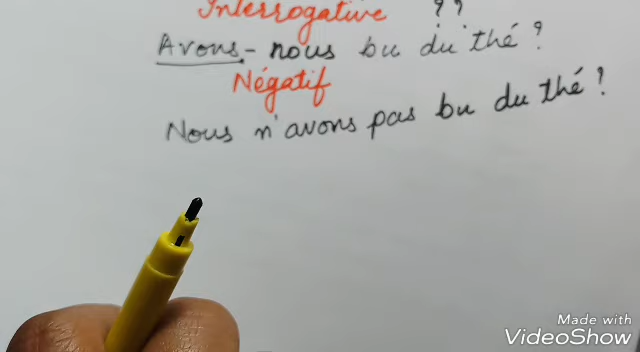 Interrogative ??
Avons-nous bu du thé ?
Négatif
Nous n'avons pas bu du thé !
Made with
VideoShow